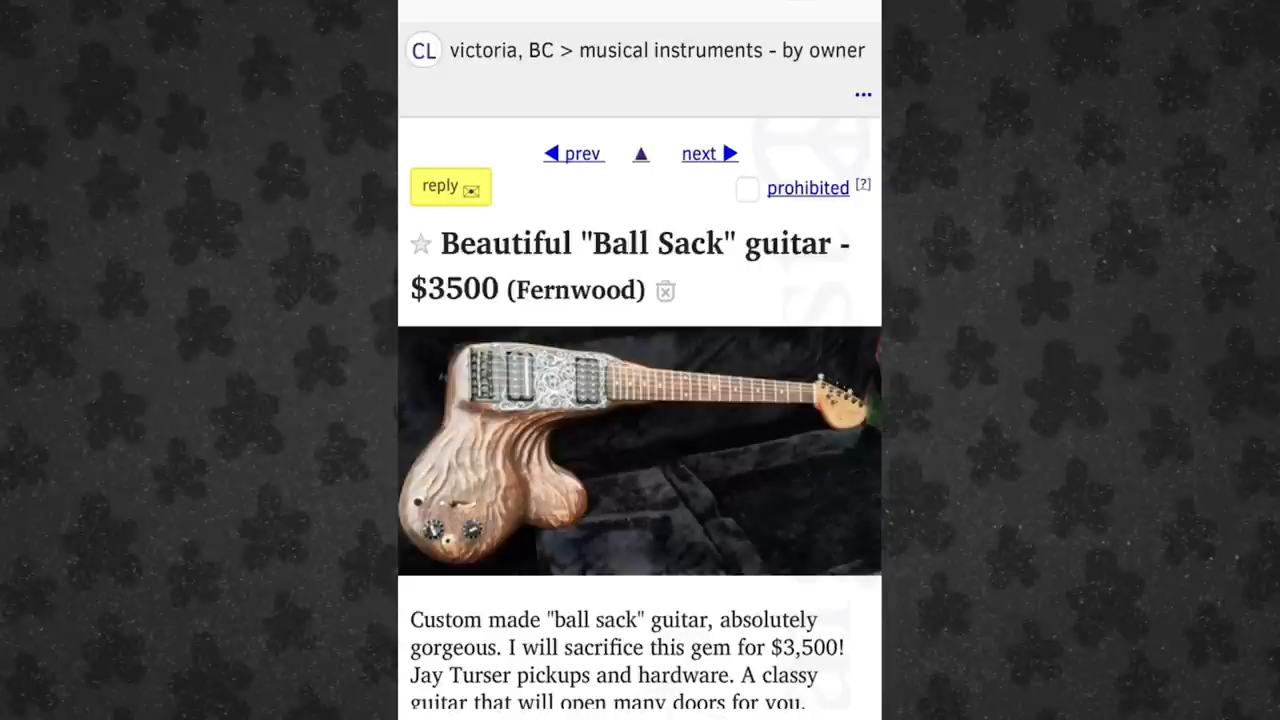 CL victoria, BC > musical instruments - by owner
...
◀ prev ▲ next ▶
reply prohibited [?]
Beautiful "Ball Sack" guitar -
$3500 (Fernwood)
Custom made "ball sack" guitar, absolutely
gorgeous. I will sacrifice this gem for $3,500!
Jay Turser pickups and hardware. A classy
guitar that will open many doors for you.